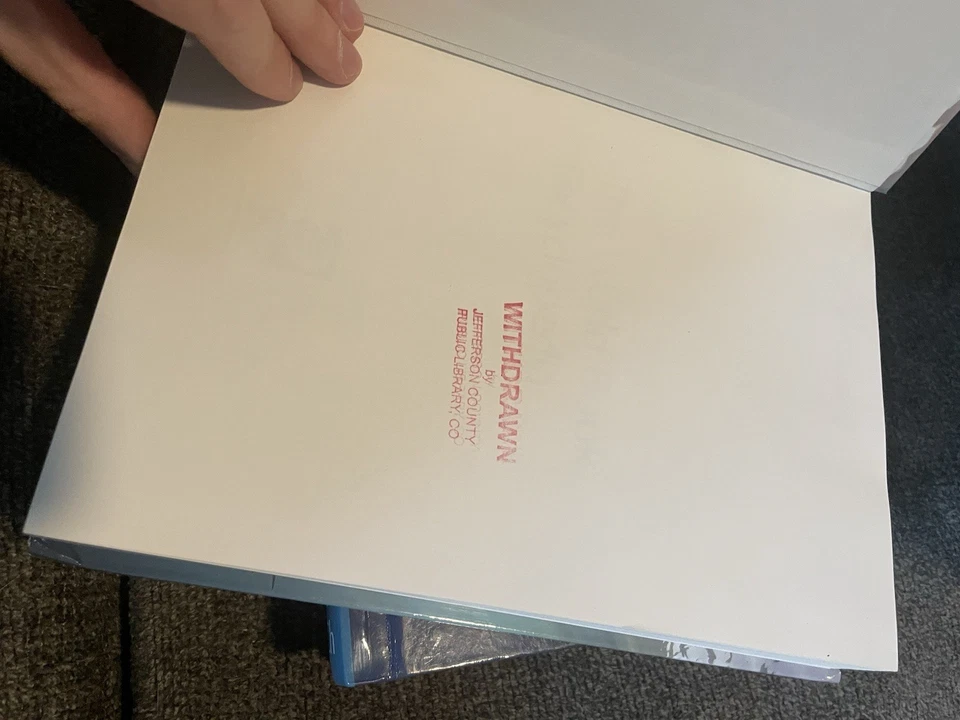 WITHDRAWN
by
JEFFERSON COUNTY
PUBLIC LIBRARY, CO